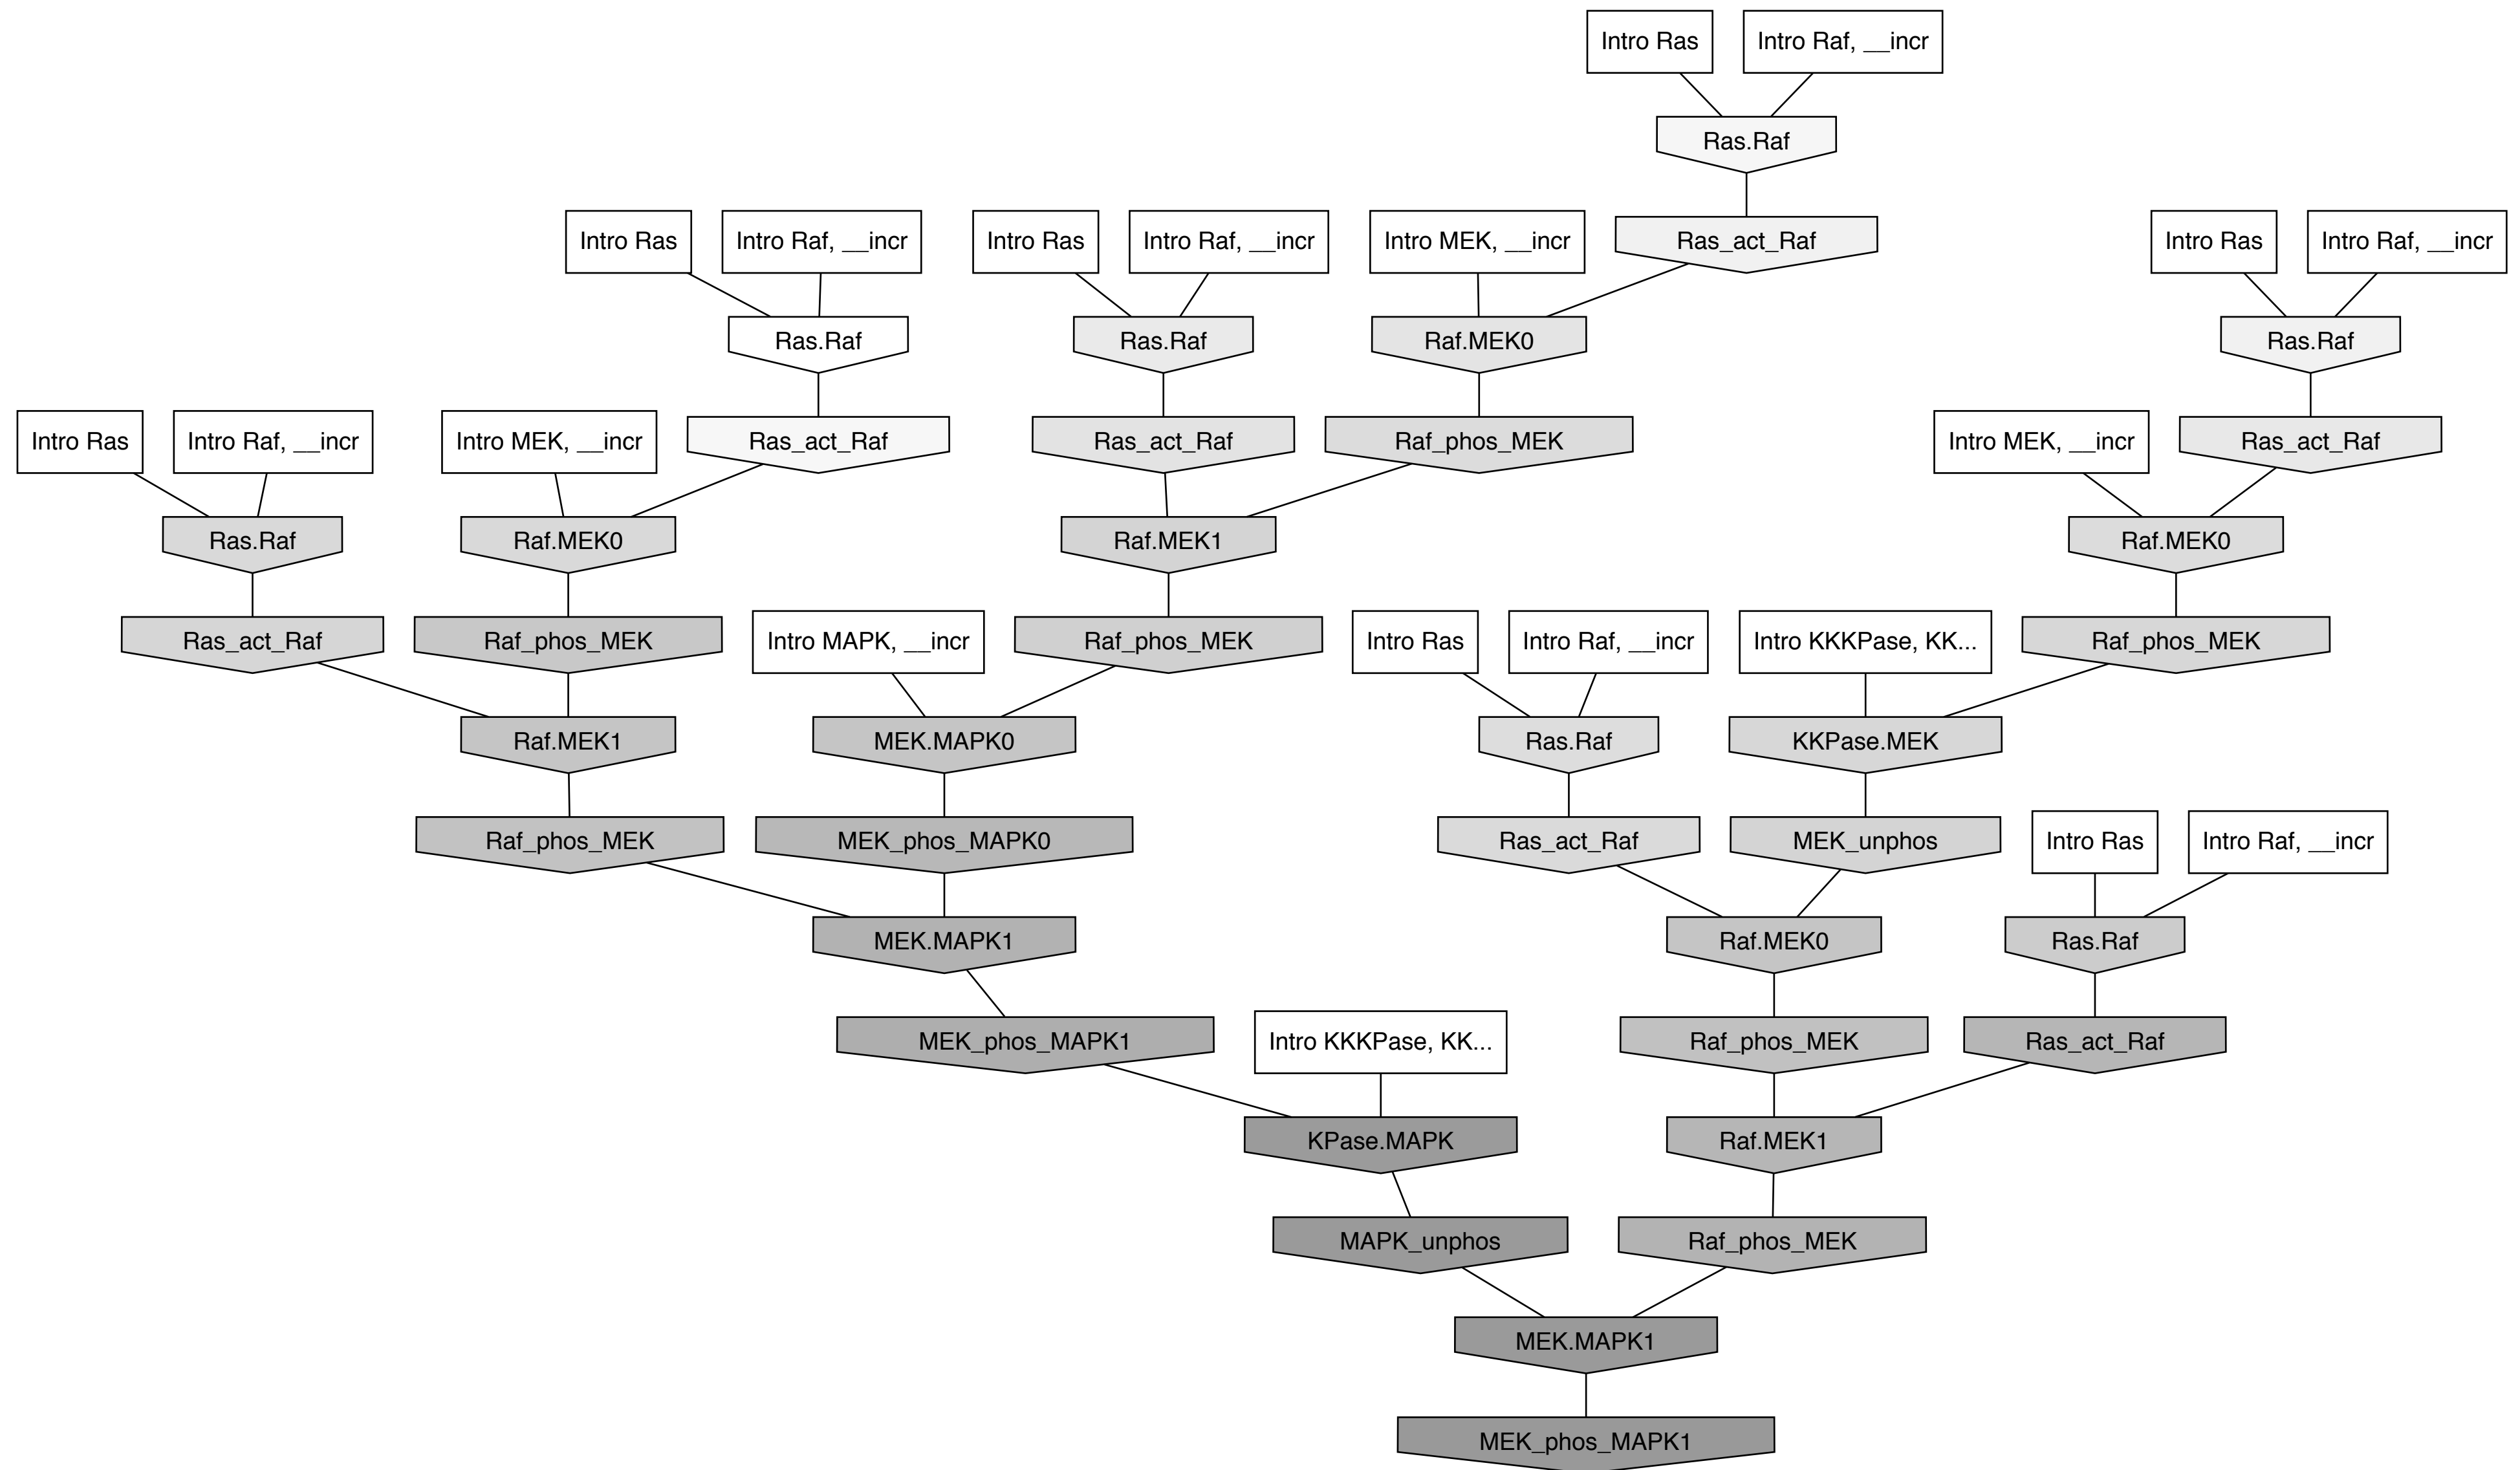 Intro Ras
Intro Raf, __incr
Ras.Raf
Intro Ras
Intro Raf, __incr
Intro Ras
Intro Raf, __incr
Intro MEK, __incr
Ras_act_Raf
Intro Ras
Intro Raf, __incr
Ras.Raf
Ras.Raf
Raf.MEK0
Ras.Raf
Intro Ras
Intro Raf, __incr
Intro MEK, __incr
Ras_act_Raf
Ras_act_Raf
Raf_phos_MEK
Intro MEK, __incr
Ras_act_Raf
Ras.Raf
Raf.MEK0
Raf.MEK1
Raf.MEK0
Ras_act_Raf
Raf_phos_MEK
Intro MAPK, __incr
Raf_phos_MEK
Intro Ras
Intro Raf, __incr
Intro KKKPase, KK...
Raf_phos_MEK
Raf.MEK1
MEK.MAPK0
Ras.Raf
KKPase.MEK
Raf_phos_MEK
MEK_phos_MAPK0
Ras_act_Raf
MEK_unphos
Intro Ras
Intro Raf, __incr
MEK.MAPK1
Raf.MEK0
Ras.Raf
MEK_phos_MAPK1
Intro KKKPase, KK...
Raf_phos_MEK
Ras_act_Raf
KPase.MAPK
Raf.MEK1
MAPK_unphos
Raf_phos_MEK
MEK.MAPK1
MEK_phos_MAPK1